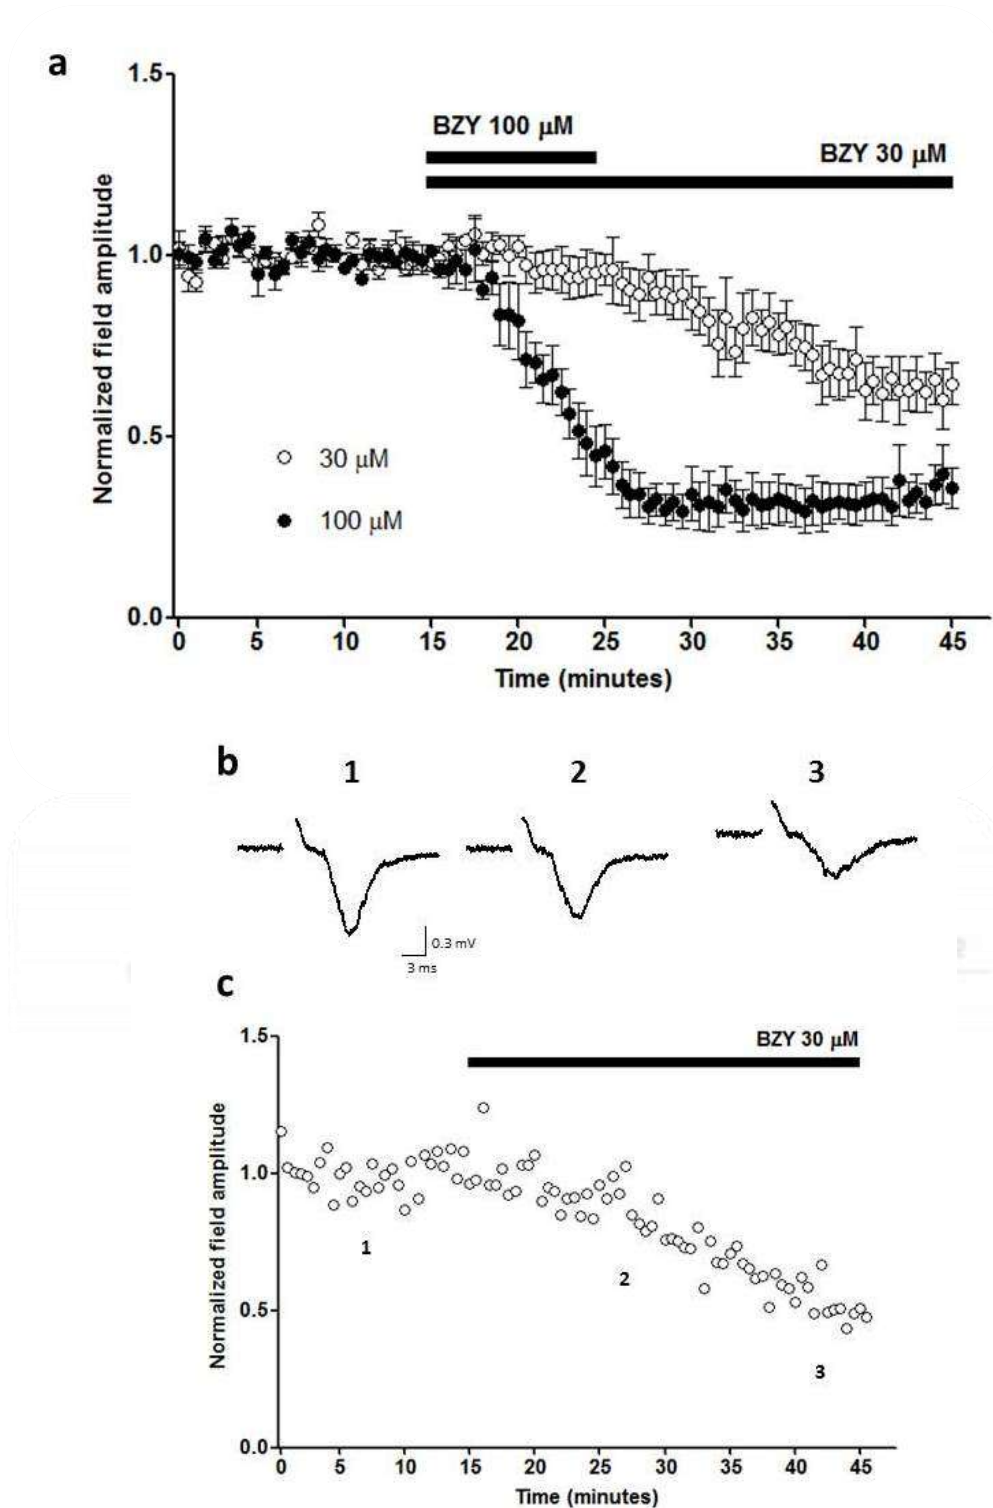 a
1.5
BZY 100 μM
BZY 30 μM
1.0
Normalized field amplitude
0.5
30 μM
100 μM
0.0
0 5 10 15 20 25 30 35 40 45
Time (minutes)
b
1 2 3
0.3 mV
3 ms
c
1.5
BZY 30 μM
1.0
Normalized field amplitude
1
2
0.5
3
0.0
0 5 10 15 20 25 30 35 40 45
Time (minutes)